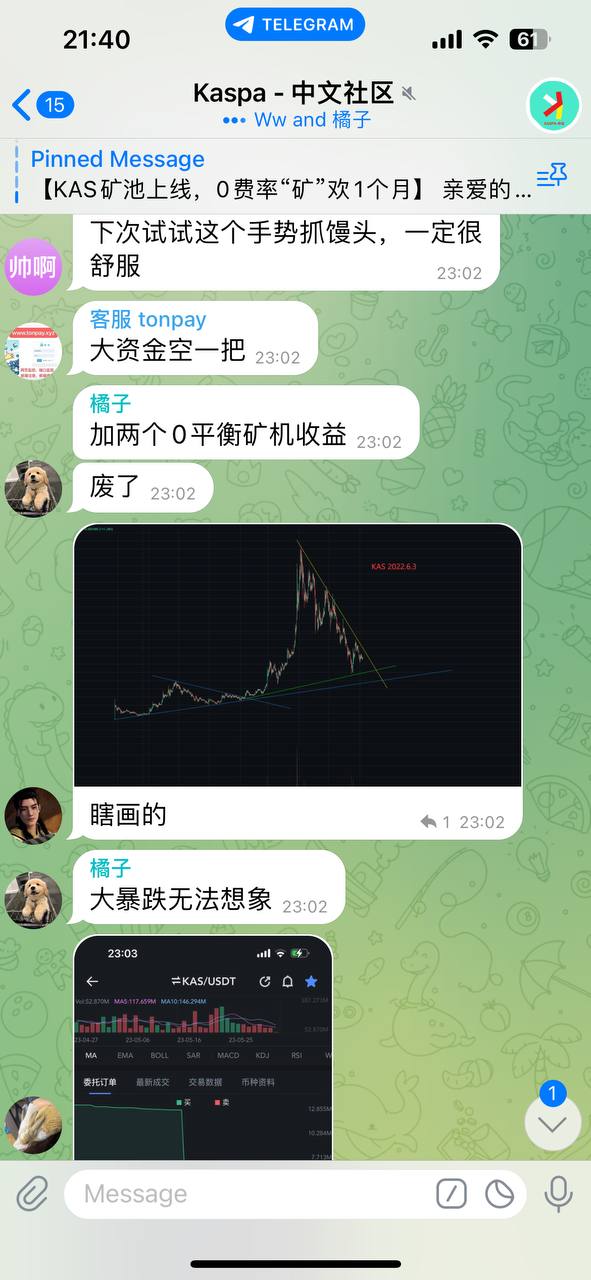 21:40
TELEGRAM
61
15
Kaspa - 中文社区
Ww and 橘子
Pinned Message
【KAS矿池上线，0费率“矿”欢1个月】 亲爱的...
下次试试这个手势抓馒头，一定很
舒服
23:02
帅啊
www.tonpay.xyz
客服 tonpay
大资金空一把 23:02
橘子
加两个0平衡矿机收益 23:02
废了 23:02
KAS 2022.6.3
瞎画的
1 23:02
橘子
大暴跌无法想象 23:02
23:03
KAS/USDT
Vol:52.870M MA5:117.659M MA10:146.294M
387.273M
52.870M
23-04-27 23-05-06 23-05-16 23-05-25
MA EMA BOLL SAR MACD KDJ RSI W
委托订单 最新成交 交易数据 币种资料
买 卖
12.855M
10.284M
7.713M
1
Message